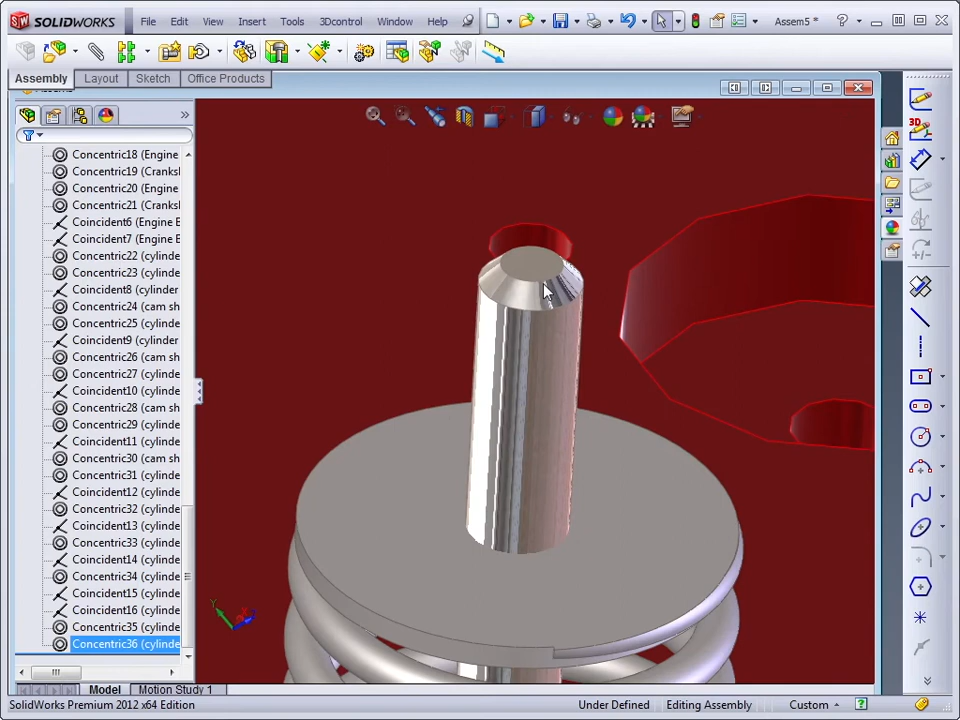 SOLIDWORKS File Edit View Insert Tools 3Dcontrol Window Help Assem5 *
Assembly Layout Sketch Office Products
3D
Concentric18 (Engine
Concentric19 (Cranksl
Concentric20 (Engine
Concentric21 (Cranksl
Coincident6 (Engine B
Coincident7 (Engine B
Concentric22 (cylinde
Concentric23 (cylinde
Coincident8 (cylinder
Concentric24 (cam sh
Concentric25 (cylinde
Coincident9 (cylinder
Concentric26 (cam sh
Concentric27 (cylinde
Coincident10 (cylinde
Concentric28 (cam sh
Concentric29 (cylinde
Coincident11 (cylinde
Concentric30 (cam sh
Concentric31 (cylinde
Coincident12 (cylinde
Concentric32 (cylinde
Coincident13 (cylinde
Concentric33 (cylinde
Coincident14 (cylinde
Concentric34 (cylinde
Coincident15 (cylinde
Coincident16 (cylinde
Concentric35 (cylinde
Concentric36 (cylinde
Model Motion Study 1
SolidWorks Premium 2012 x64 Edition Under Defined Editing Assembly Custom